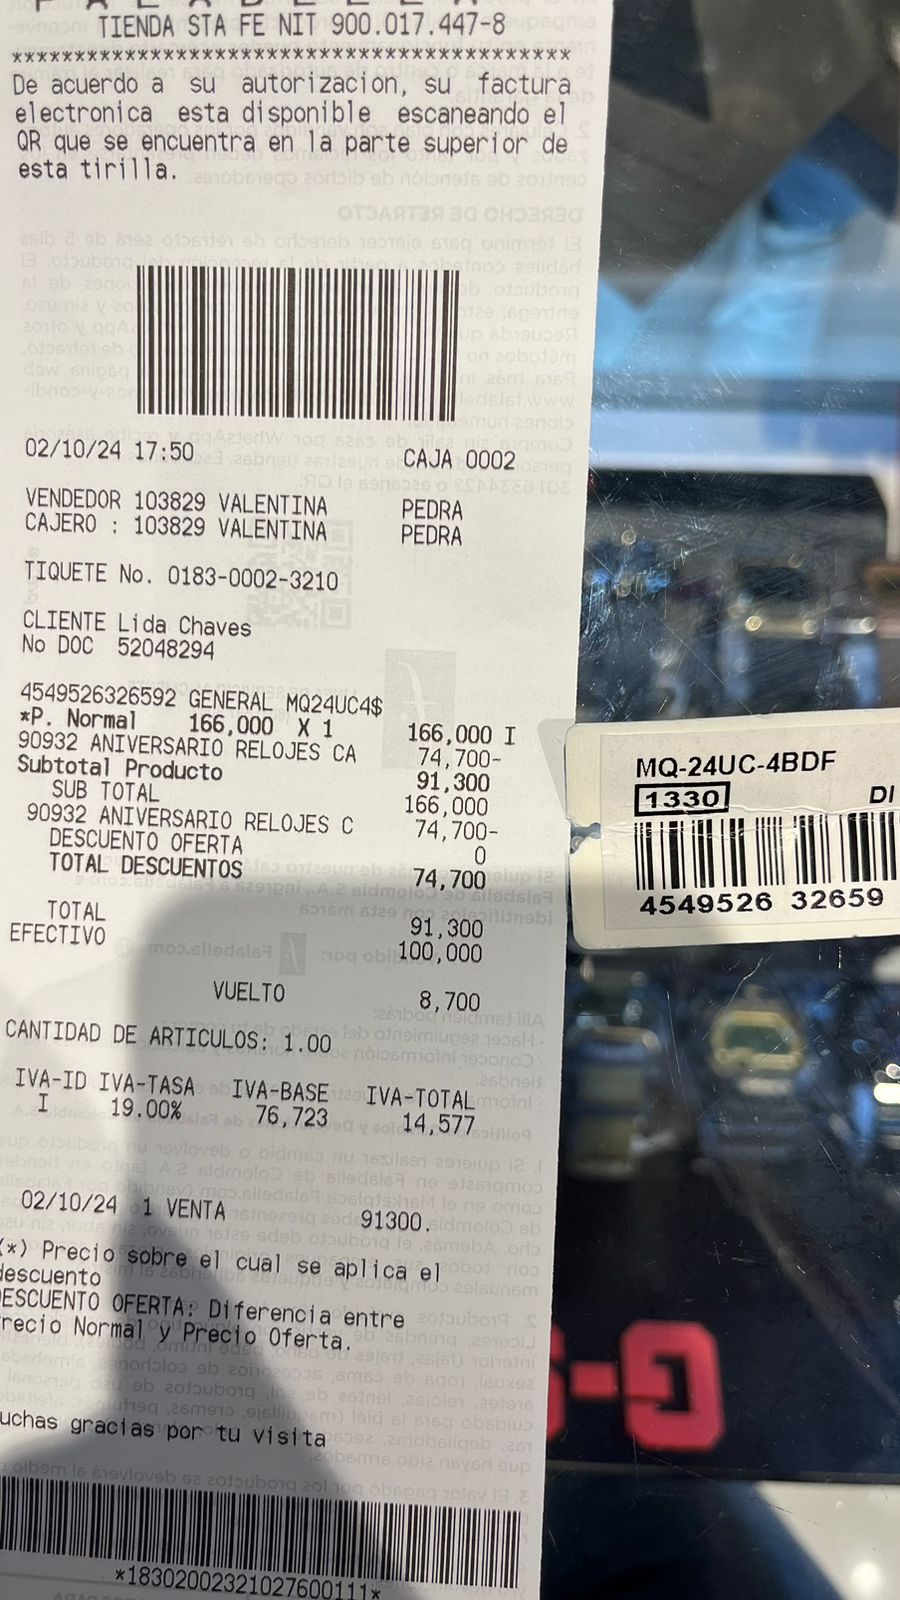 FALABELLA
TIENDA STA FE NIT 900.017.447-8
********************************************
De acuerdo a su autorizacion, su factura
electronica esta disponible escaneando el
QR que se encuentra en la parte superior de
esta tirilla.
02/10/24 17:50 CAJA 0002
VENDEDOR 103829 VALENTINA PEDRA
CAJERO : 103829 VALENTINA PEDRA
TIQUETE No. 0183-0002-3210
CLIENTE Lida Chaves
No DOC 52048294
4549526326592 GENERAL MQ24UC4$
*P. Normal 166,000 X 1 166,000 I
90932 ANIVERSARIO RELOJES CA 74,700-
Subtotal Producto 91,300
SUB TOTAL 166,000
90932 ANIVERSARIO RELOJES C 74,700-
DESCUENTO OFERTA 0
TOTAL DESCUENTOS 74,700
TOTAL 91,300
EFECTIVO 100,000
VUELTO 8,700
CANTIDAD DE ARTICULOS: 1.00
IVA-ID IVA-TASA IVA-BASE IVA-TOTAL
I 19.00% 76,723 14,577
02/10/24 1 VENTA 91300.
(*) Precio sobre el cual se aplica el
descuento
DESCUENTO OFERTA: Diferencia entre
Precio Normal y Precio Oferta.
uchas gracias por tu visita
*18302002321027600111*
MQ-24UC-4BDF
1330 DI
4549526 32659
G-S